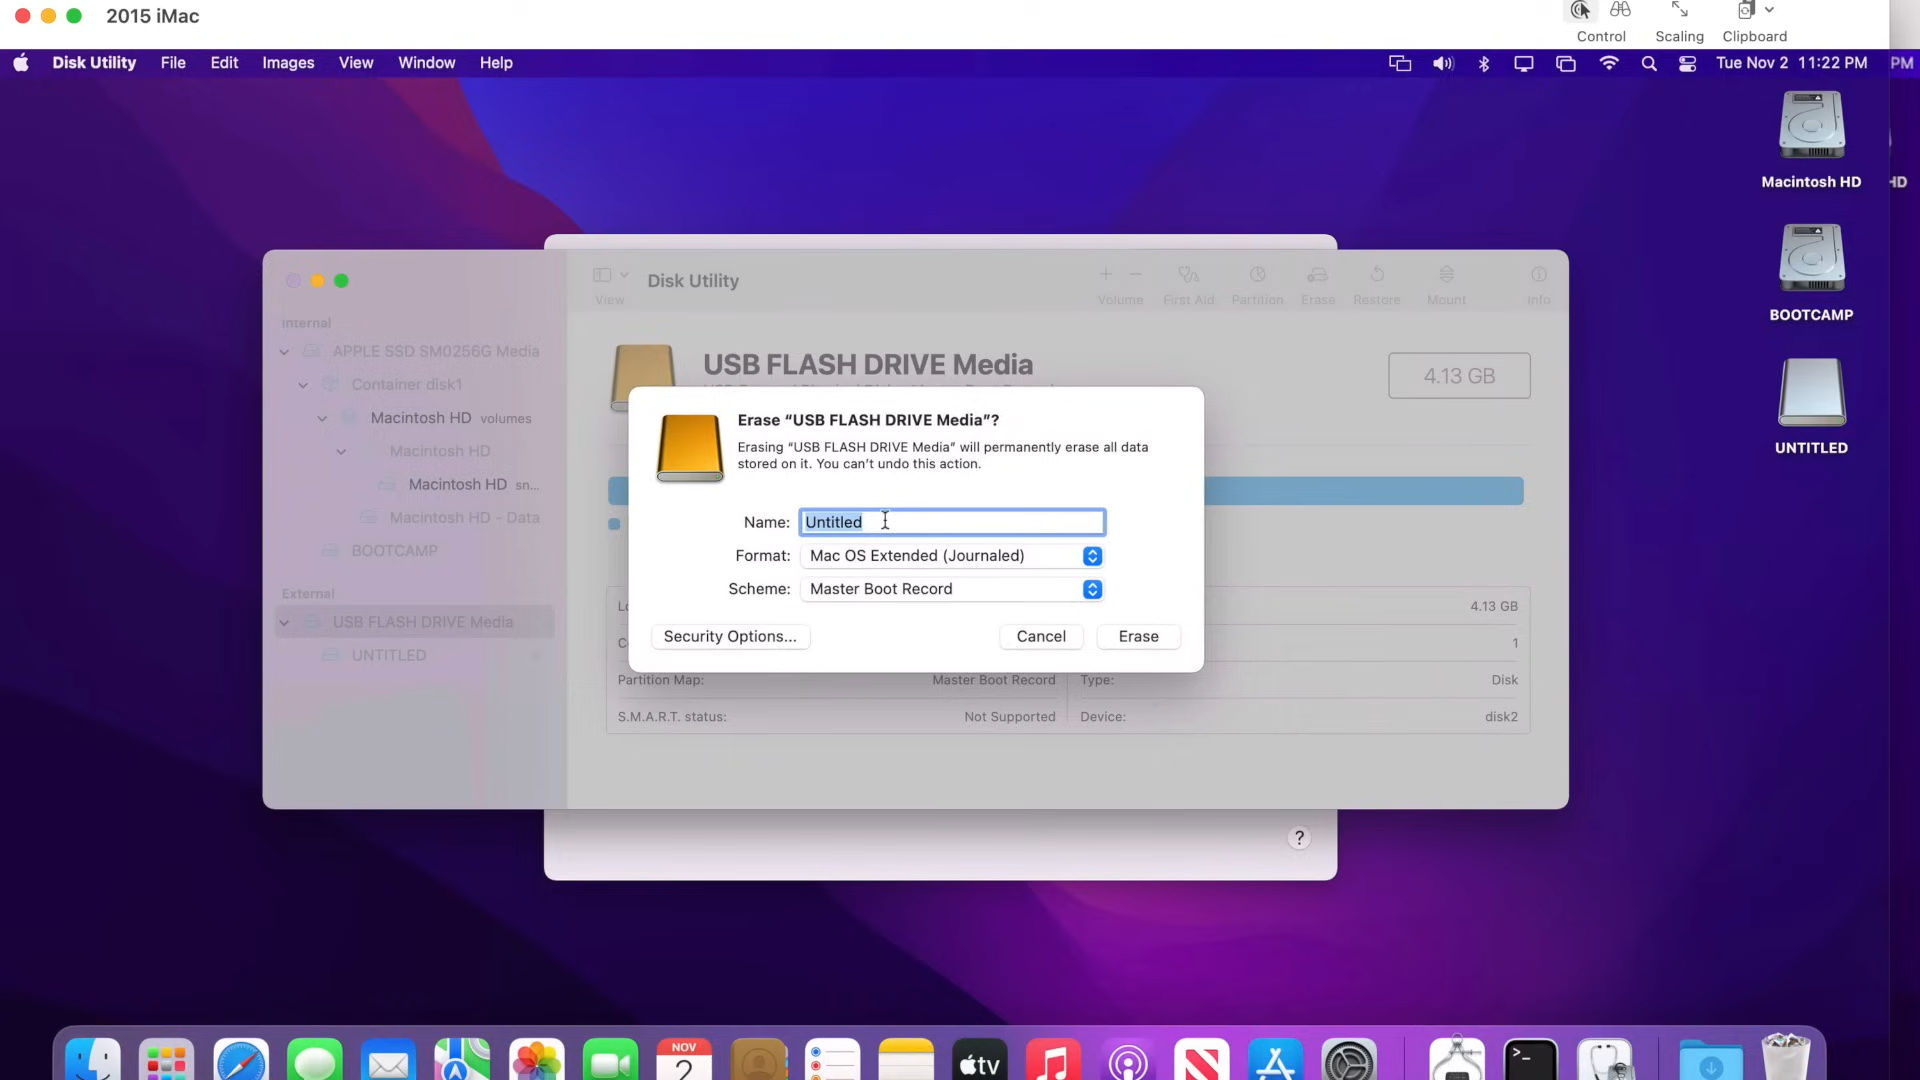 2015 iMac
Control
Scaling
Clipboard
Disk Utility File Edit Images View Window Help
Tue Nov 2 11:22 PM
PM
Macintosh HD
HD
BOOTCAMP
UNTITLED
Disk Utility
View
Volume
First Aid
Partition
Erase
Restore
Mount
Info
Internal
APPLE SSD SM0256G Media
Container disk1
Macintosh HD volumes
Macintosh HD
Macintosh HD sn...
Macintosh HD - Data
BOOTCAMP
External
USB FLASH DRIVE Media
UNTITLED
USB FLASH DRIVE Media
4.13 GB
Erase “USB FLASH DRIVE Media”?
Erasing “USB FLASH DRIVE Media” will permanently erase all data
stored on it. You can’t undo this action.
Name: Untitled
Format: Mac OS Extended (Journaled)
Scheme: Master Boot Record
Security Options...
Cancel
Erase
4.13 GB
1
Partition Map: Master Boot Record
Type: Disk
S.M.A.R.T. status: Not Supported
Device: disk2
?
NOV
2
tv
>_